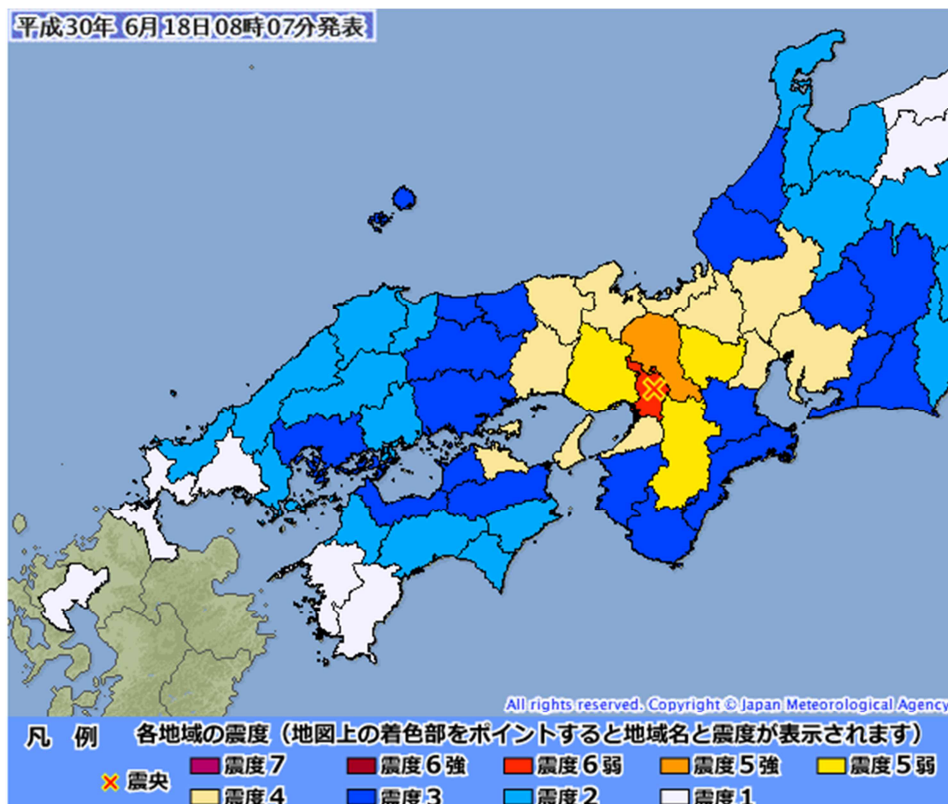 平成30年 6月18日08時07分発表
All rights reserved. Copyright © Japan Meteorological Agency
凡 例 各地域の震度（地図上の着色部をポイントすると地域名と震度が表示されます）
震央 震度7 震度6強 震度6弱 震度5強 震度5弱
震度4 震度3 震度2 震度1